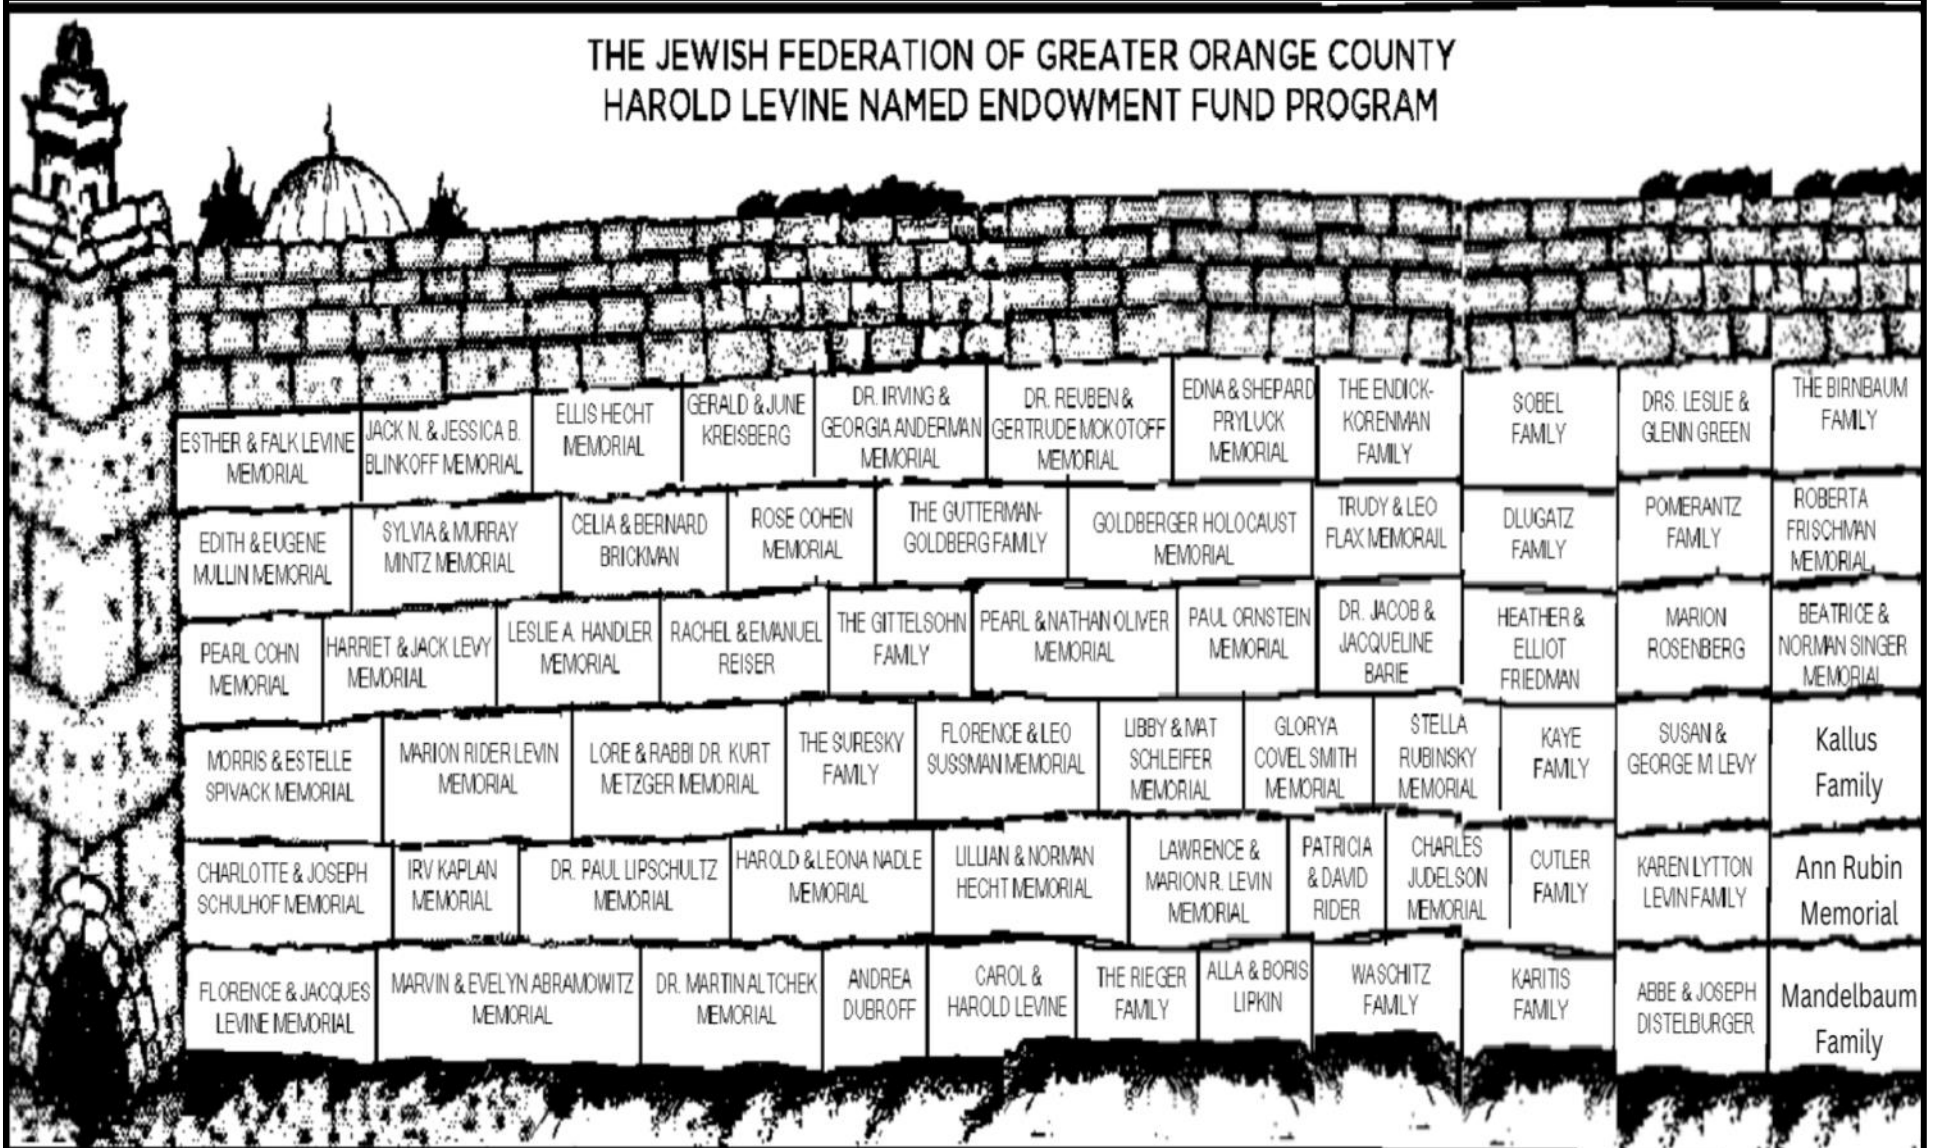 THE JEWISH FEDERATION OF GREATER ORANGE COUNTY
HAROLD LEVINE NAMED ENDOWMENT FUND PROGRAM
ESTHER & FALK LEVINE
MEMORIAL
JACK N. & JESSICA B.
BLINKOFF MEMORIAL
ELLIS HECHT
MEMORIAL
GERALD & JUNE
KREISBERG
DR. IRVING &
GEORGIA ANDERMAN
MEMORIAL
DR. REUBEN &
GERTRUDE MOKOTOFF
MEMORIAL
EDNA & SHEPARD
PRYLUCK
MEMORIAL
THE ENDICK-
KORENMAN
FAMILY
SOBEL
FAMILY
DRS. LESLIE &
GLENN GREEN
THE BIRNBAUM
FAMILY
EDITH & EUGENE
MULLIN MEMORIAL
SYLVIA & MURRAY
MINTZ MEMORIAL
CELIA & BERNARD
BRICKMAN
ROSE COHEN
MEMORIAL
THE GUTTERMAN-
GOLDBERG FAMILY
GOLDBERGER HOLOCAUST
MEMORIAL
TRUDY & LEO
FLAX MEMORAIL
DLUGATZ
FAMILY
POMERANTZ
FAMILY
ROBERTA
FRISCHMAN
MEMORIAL
PEARL COHN
MEMORIAL
HARRIET & JACK LEVY
MEMORIAL
LESLIE A. HANDLER
MEMORIAL
RACHEL & EMANUEL
REISER
THE GITTELSOHN
FAMILY
PEARL & NATHAN OLIVER
MEMORIAL
PAUL ORNSTEIN
MEMORIAL
DR. JACOB &
JACQUELINE
BARIE
HEATHER &
ELLIOT
FRIEDMAN
MARION
ROSENBERG
BEATRICE &
NORMAN SINGER
MEMORIAL
MORRIS & ESTELLE
SPIVACK MEMORIAL
MARION RIDER LEVIN
MEMORIAL
LORE & RABBI DR. KURT
METZGER MEMORIAL
THE SURESKY
FAMILY
FLORENCE & LEO
SUSSMAN MEMORIAL
LIBBY & MAT
SCHLEIFER
MEMORIAL
GLORYA
COVEL SMITH
MEMORIAL
STELLA
RUBINSKY
MEMORIAL
KAYE
FAMILY
SUSAN &
GEORGE M. LEVY
Kallus
Family
CHARLOTTE & JOSEPH
SCHULHOF MEMORIAL
IRV KAPLAN
MEMORIAL
DR. PAUL LIPSCHULTZ
MEMORIAL
HAROLD & LEONA NADLE
MEMORIAL
LILLIAN & NORMAN
HECHT MEMORIAL
LAWRENCE &
MARION R. LEVIN
MEMORIAL
PATRICIA
& DAVID
RIDER
CHARLES
JUDELSON
MEMORIAL
CUTLER
FAMILY
KAREN LYTTON
LEVIN FAMILY
Ann Rubin
Memorial
FLORENCE & JACQUES
LEVINE MEMORIAL
MARVIN & EVELYN ABRAMOWITZ
MEMORIAL
DR. MARTIN ALTCHEK
MEMORIAL
ANDREA
DUBROFF
CAROL &
HAROLD LEVINE
THE RIEGER
FAMILY
ALLA & BORIS
LIPKIN
WASCHITZ
FAMILY
KARITIS
FAMILY
ABBE & JOSEPH
DISTELBURGER
Mandelbaum
Family